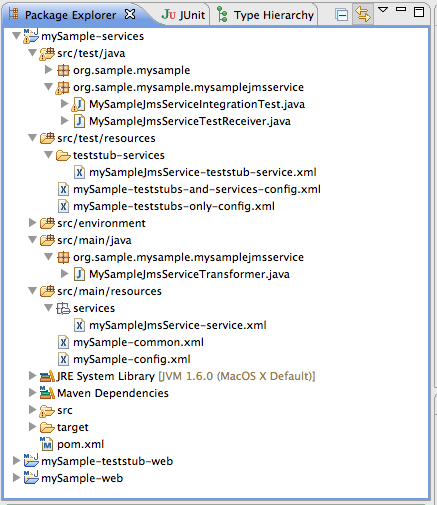 Package Explorer JUnit Type Hierarchy
mySample-services
src/test/java
org.sample.mysample
org.sample.mysample.mysamplejmsservice
MySampleJmsServiceIntegrationTest.java
MySampleJmsServiceTestReceiver.java
src/test/resources
teststub-services
mySampleJmsService-teststub-service.xml
mySample-teststubs-and-services-config.xml
mySample-teststubs-only-config.xml
src/environment
src/main/java
org.sample.mysample.mysamplejmsservice
MySampleJmsServiceTransformer.java
src/main/resources
services
mySampleJmsService-service.xml
mySample-common.xml
mySample-config.xml
JRE System Library [JVM 1.6.0 (MacOS X Default)]
Maven Dependencies
src
target
pom.xml
mySample-teststub-web
mySample-web